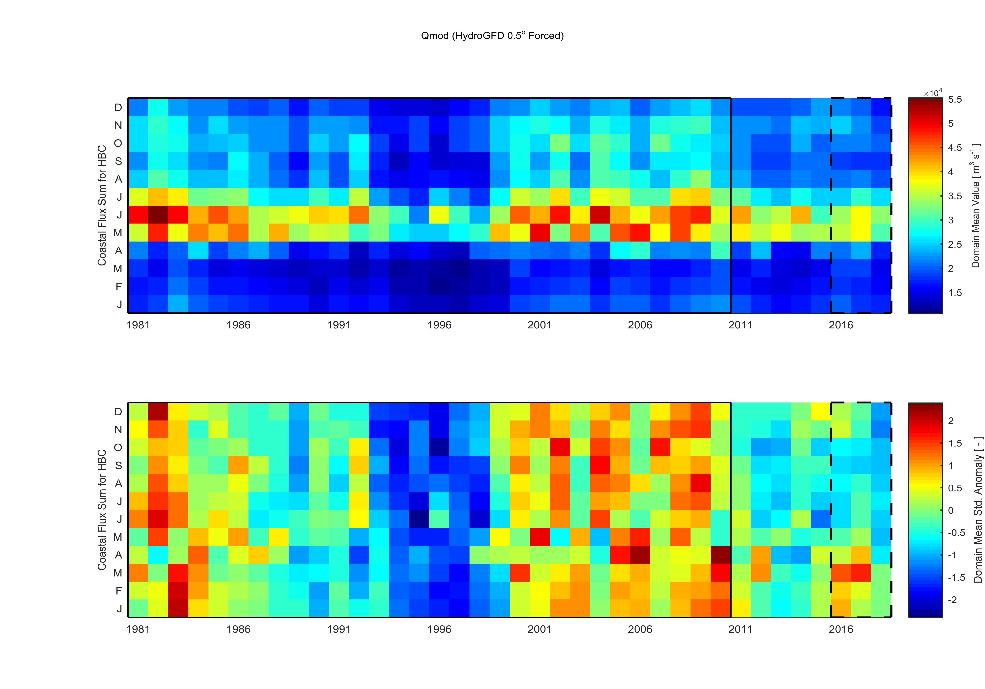 Qmod (HydroGFD 0.5° Forced)
×10⁴
Coastal Flux Sum for HBC
D
N
O
S
A
J
J
M
A
M
F
J
1981 1986 1991 1996 2001 2006 2011 2016
5.5
5
4.5
4
3.5
3
2.5
2
1.5
Domain Mean Value [ m³ s⁻¹ ]
Coastal Flux Sum for HBC
D
N
O
S
A
J
J
M
A
M
F
J
1981 1986 1991 1996 2001 2006 2011 2016
2
1.5
1
0.5
0
-0.5
-1
-1.5
-2
Domain Mean Std. Anomaly [ - ]